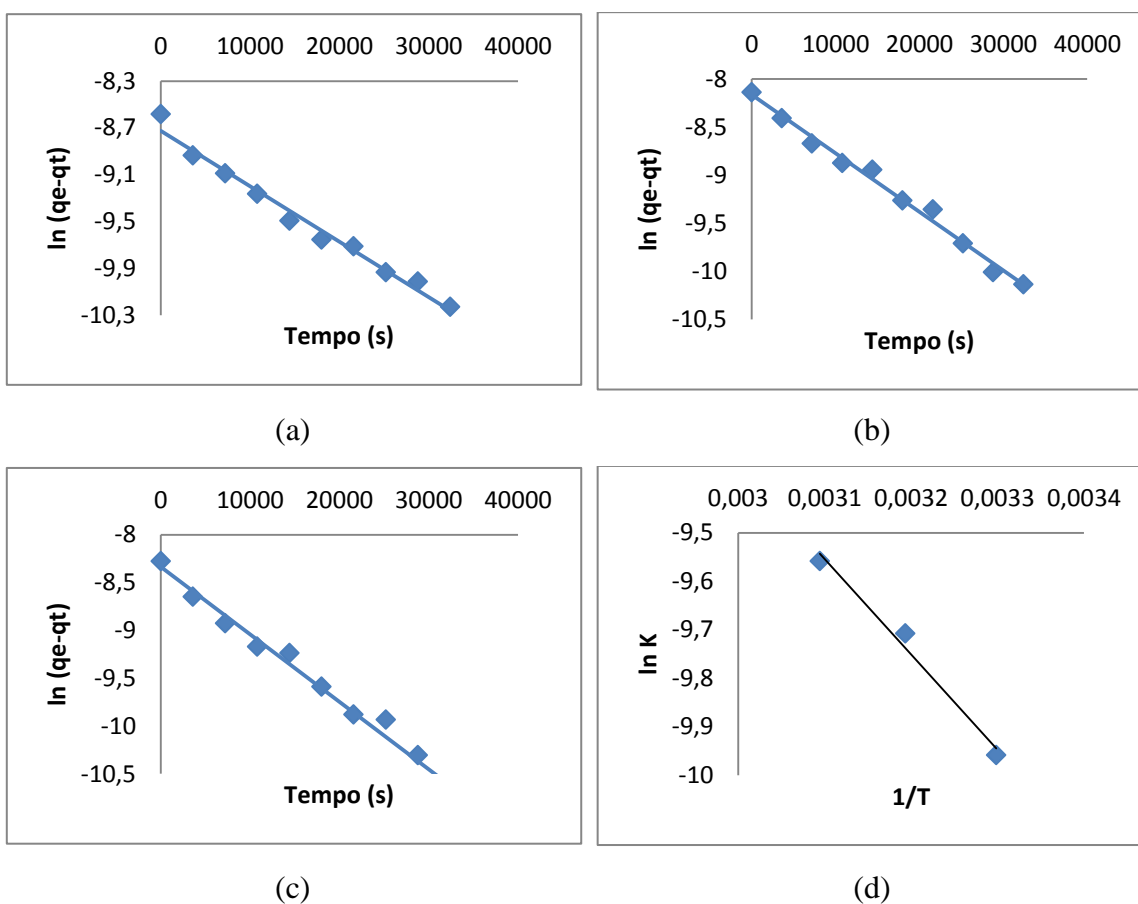 0 10000 20000 30000 40000
-8,3
-8,7
-9,1
-9,5
-9,9
-10,3
ln (qe-qt)
Tempo (s)
(a)
0 10000 20000 30000 40000
-8
-8,5
-9
-9,5
-10
-10,5
ln (qe-qt)
Tempo (s)
(b)
0 10000 20000 30000 40000
-8
-8,5
-9
-9,5
-10
-10,5
ln (qe-qt)
Tempo (s)
(c)
0,003 0,0031 0,0032 0,0033 0,0034
-9,5
-9,6
-9,7
-9,8
-9,9
-10
ln K
1/T
(d)